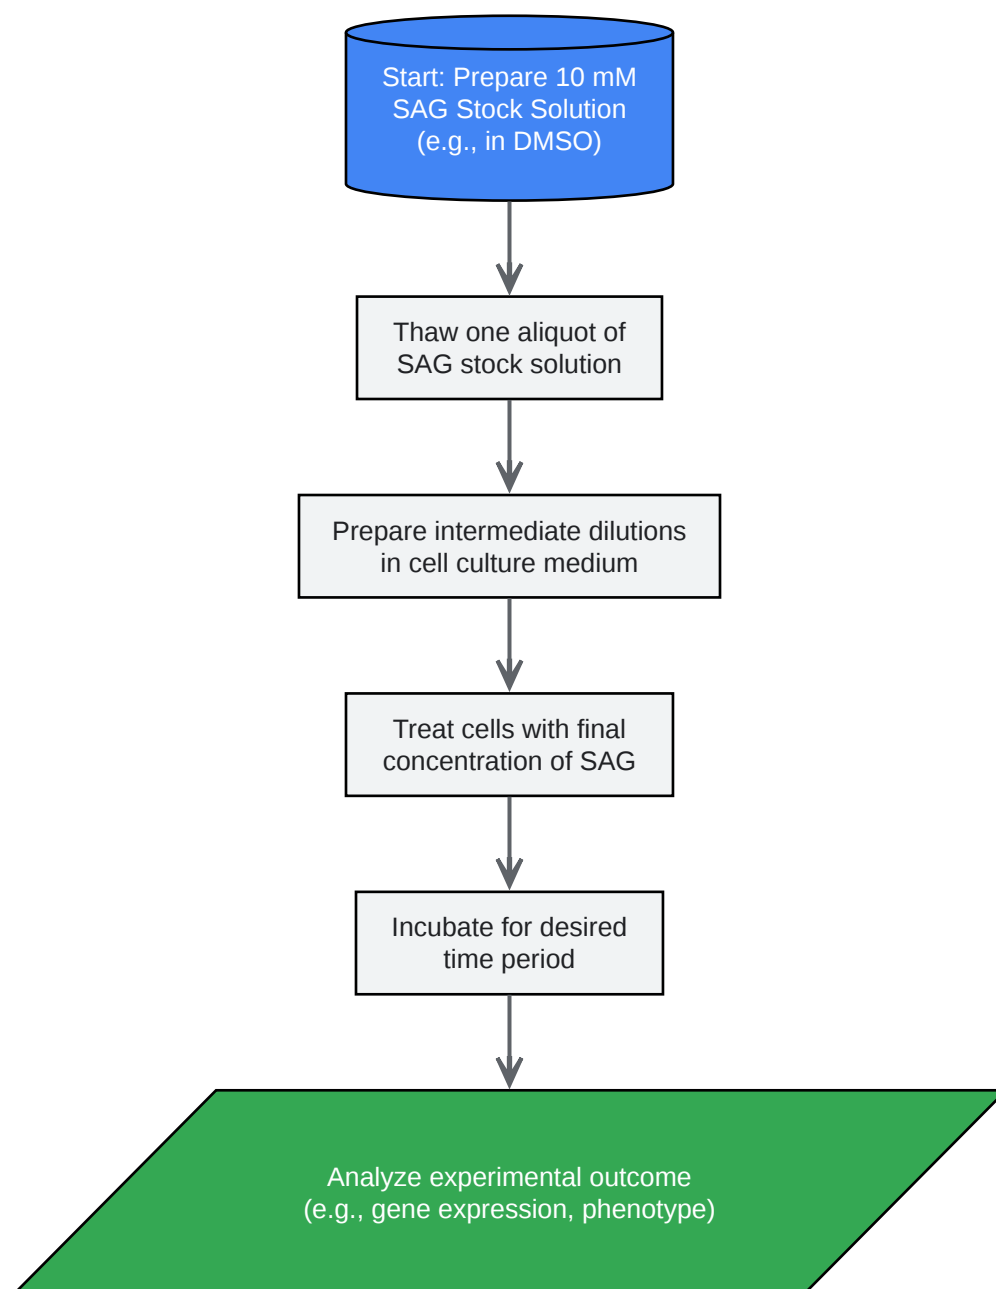 Start: Prepare 10 mM
SAG Stock Solution
(e.g., in DMSO)
Thaw one aliquot of
SAG stock solution
Prepare intermediate dilutions
in cell culture medium
Treat cells with final
concentration of SAG
Incubate for desired
time period
Analyze experimental outcome
(e.g., gene expression, phenotype)